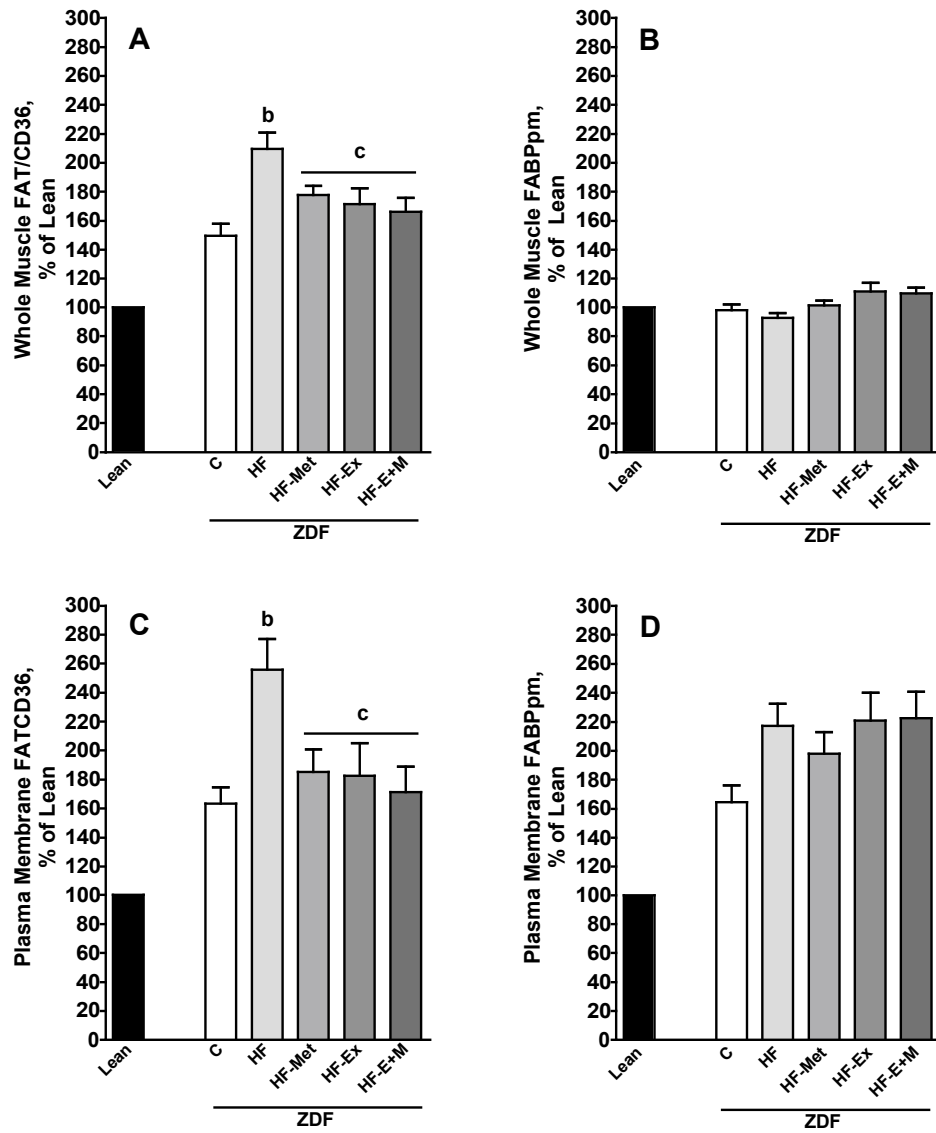 A
Whole Muscle FAT/CD36,
% of Lean
300
280
260
240
220
200
180
160
140
120
100
80
60
40
20
0
b
c
Lean
C
HF
HF-Met
HF-Ex
HF-E+M
ZDF
B
Whole Muscle FABPpm,
% of Lean
300
280
260
240
220
200
180
160
140
120
100
80
60
40
20
0
Lean
C
HF
HF-Met
HF-Ex
HF-E+M
ZDF
C
Plasma Membrane FATCD36,
% of Lean
300
280
260
240
220
200
180
160
140
120
100
80
60
40
20
0
b
c
Lean
C
HF
HF-Met
HF-Ex
HF-E+M
ZDF
D
Plasma Membrane FABPpm,
% of Lean
300
280
260
240
220
200
180
160
140
120
100
80
60
40
20
0
Lean
C
HF
HF-Met
HF-Ex
HF-E+M
ZDF